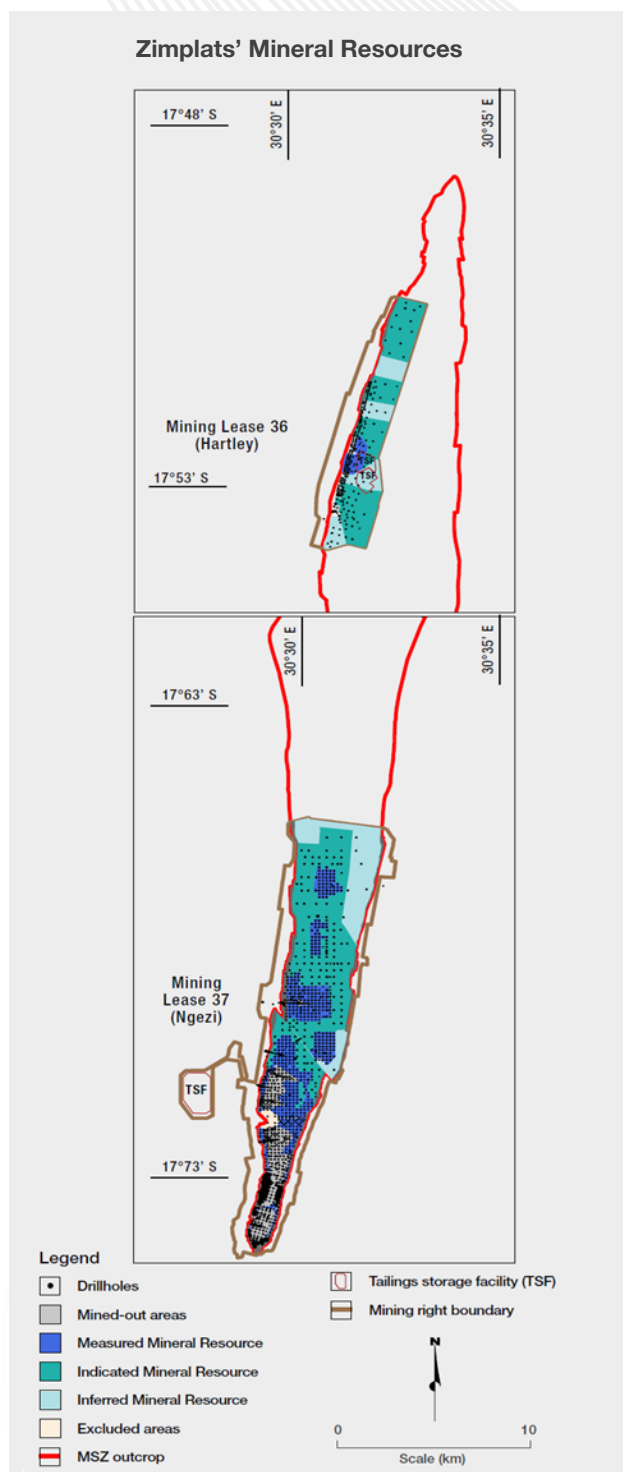 Zimplats' Mineral Resources
17°48' S
30°30' E
30°35' E
Mining Lease 36
(Hartley)
17°53' S
TSF
TSF
30°30' E
30°35' E
17°63' S
Mining
Lease 37
(Ngezi)
TSF
17°73' S
Legend
Drillholes
Mined-out areas
Measured Mineral Resource
Indicated Mineral Resource
Inferred Mineral Resource
Excluded areas
MSZ outcrop
Tailings storage facility (TSF)
Mining right boundary
N
0 10
Scale (km)